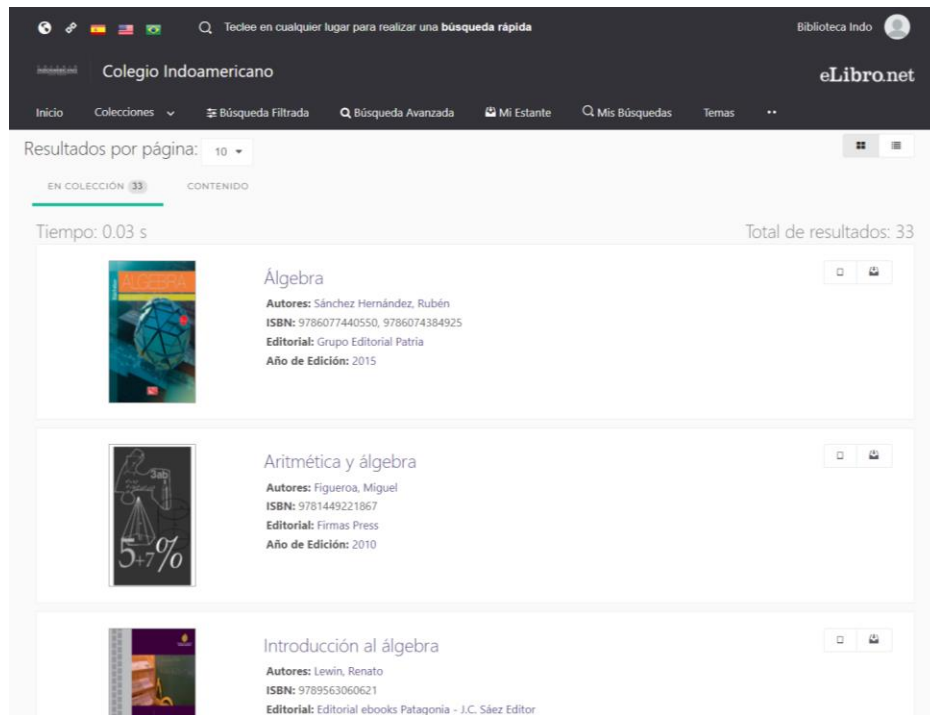 Teclee en cualquier lugar para realizar una búsqueda rápida
Biblioteca Indo
Colegio Indoamericano
eLibro.net
Inicio Colecciones Búsqueda Filtrada Búsqueda Avanzada Mi Estante Mis Búsquedas Temas
Resultados por página: 10
EN COLECCIÓN 33 CONTENIDO
Tiempo: 0.03 s
Total de resultados: 33
ÁLGEBRA
Álgebra
Autores: Sánchez Hernández, Rubén
ISBN: 9786077440550, 9786074384925
Editorial: Grupo Editorial Patria
Año de Edición: 2015
3ab
5+7%
Aritmética y álgebra
Autores: Figueroa, Miguel
ISBN: 9781449221867
Editorial: Firmas Press
Año de Edición: 2010
Introducción al álgebra
Autores: Lewin, Renato
ISBN: 9789563060621
Editorial: Editorial ebooks Patagonia - J.C. Sáez Editor